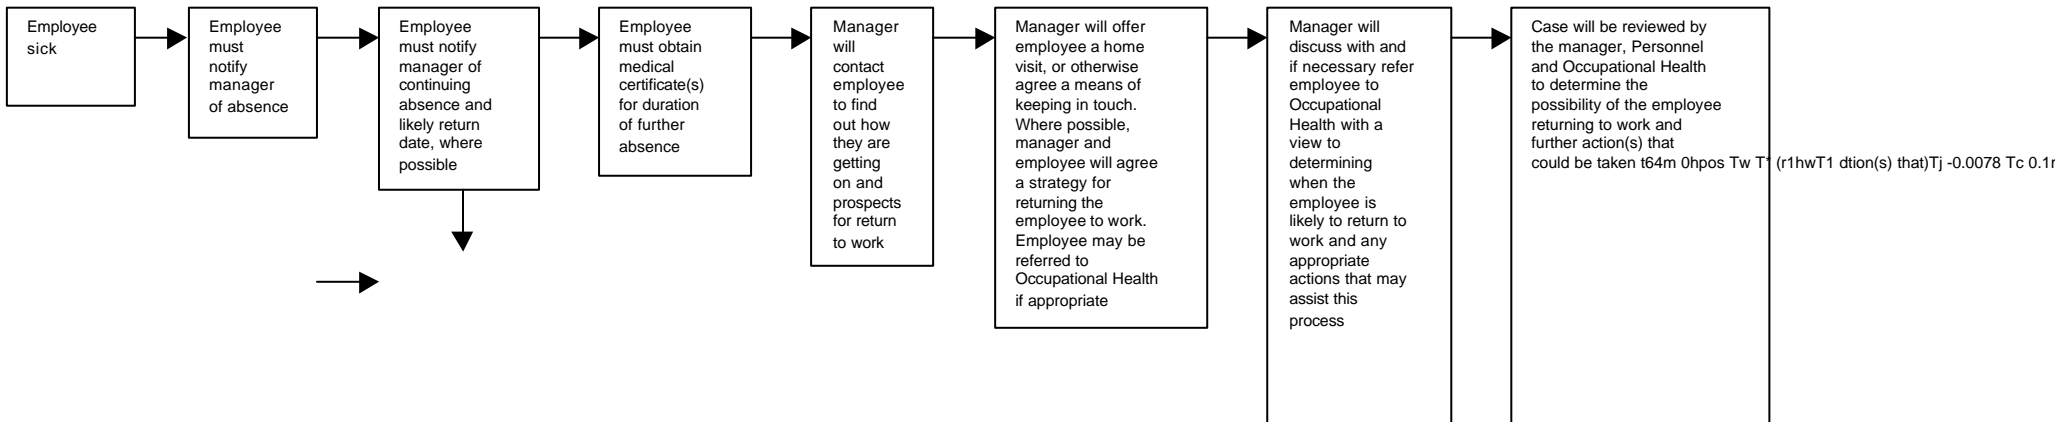 Employee
sick
Employee
must
notify
manager
of absence
Employee
must notify
manager of
continuing
absence and
likely return
date, where
possible
Employee
must obtain
medical
certificate(s)
for duration
of further
absence
Manager
will
contact
employee
to find
out how
they are
getting
on and
prospects
for return
to work
Manager will offer
employee a home
visit, or otherwise
agree a means of
keeping in touch.
Where possible,
manager and
employee will agree
a strategy for
returning the
employee to work.
Employee may be
referred to
Occupational Health
if appropriate
Manager will
discuss with and
if necessary refer
employee to
Occupational
Health with a
view to
determining
when the
employee is
likely to return to
work and any
appropriate
actions that may
assist this
process
Case will be reviewed by
the manager, Personnel
and Occupational Health
to determine the
possibility of the employee
returning to work and
further action(s) that
could be taken t64m 0hpos Tw T* (r1hwT1 dtion(s) that)Tj -0.0078 Tc 0.1r